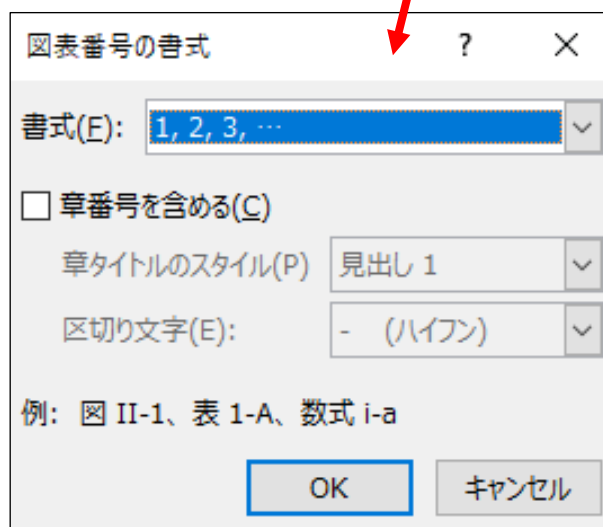 図表番号の書式 ? ×
書式(F): 1, 2, 3, …
章番号を含める(C)
章タイトルのスタイル(P) 見出し 1
区切り文字(E): - (ハイフン)
例: 図 II-1、表 1-A、数式 i-a
OK キャンセル